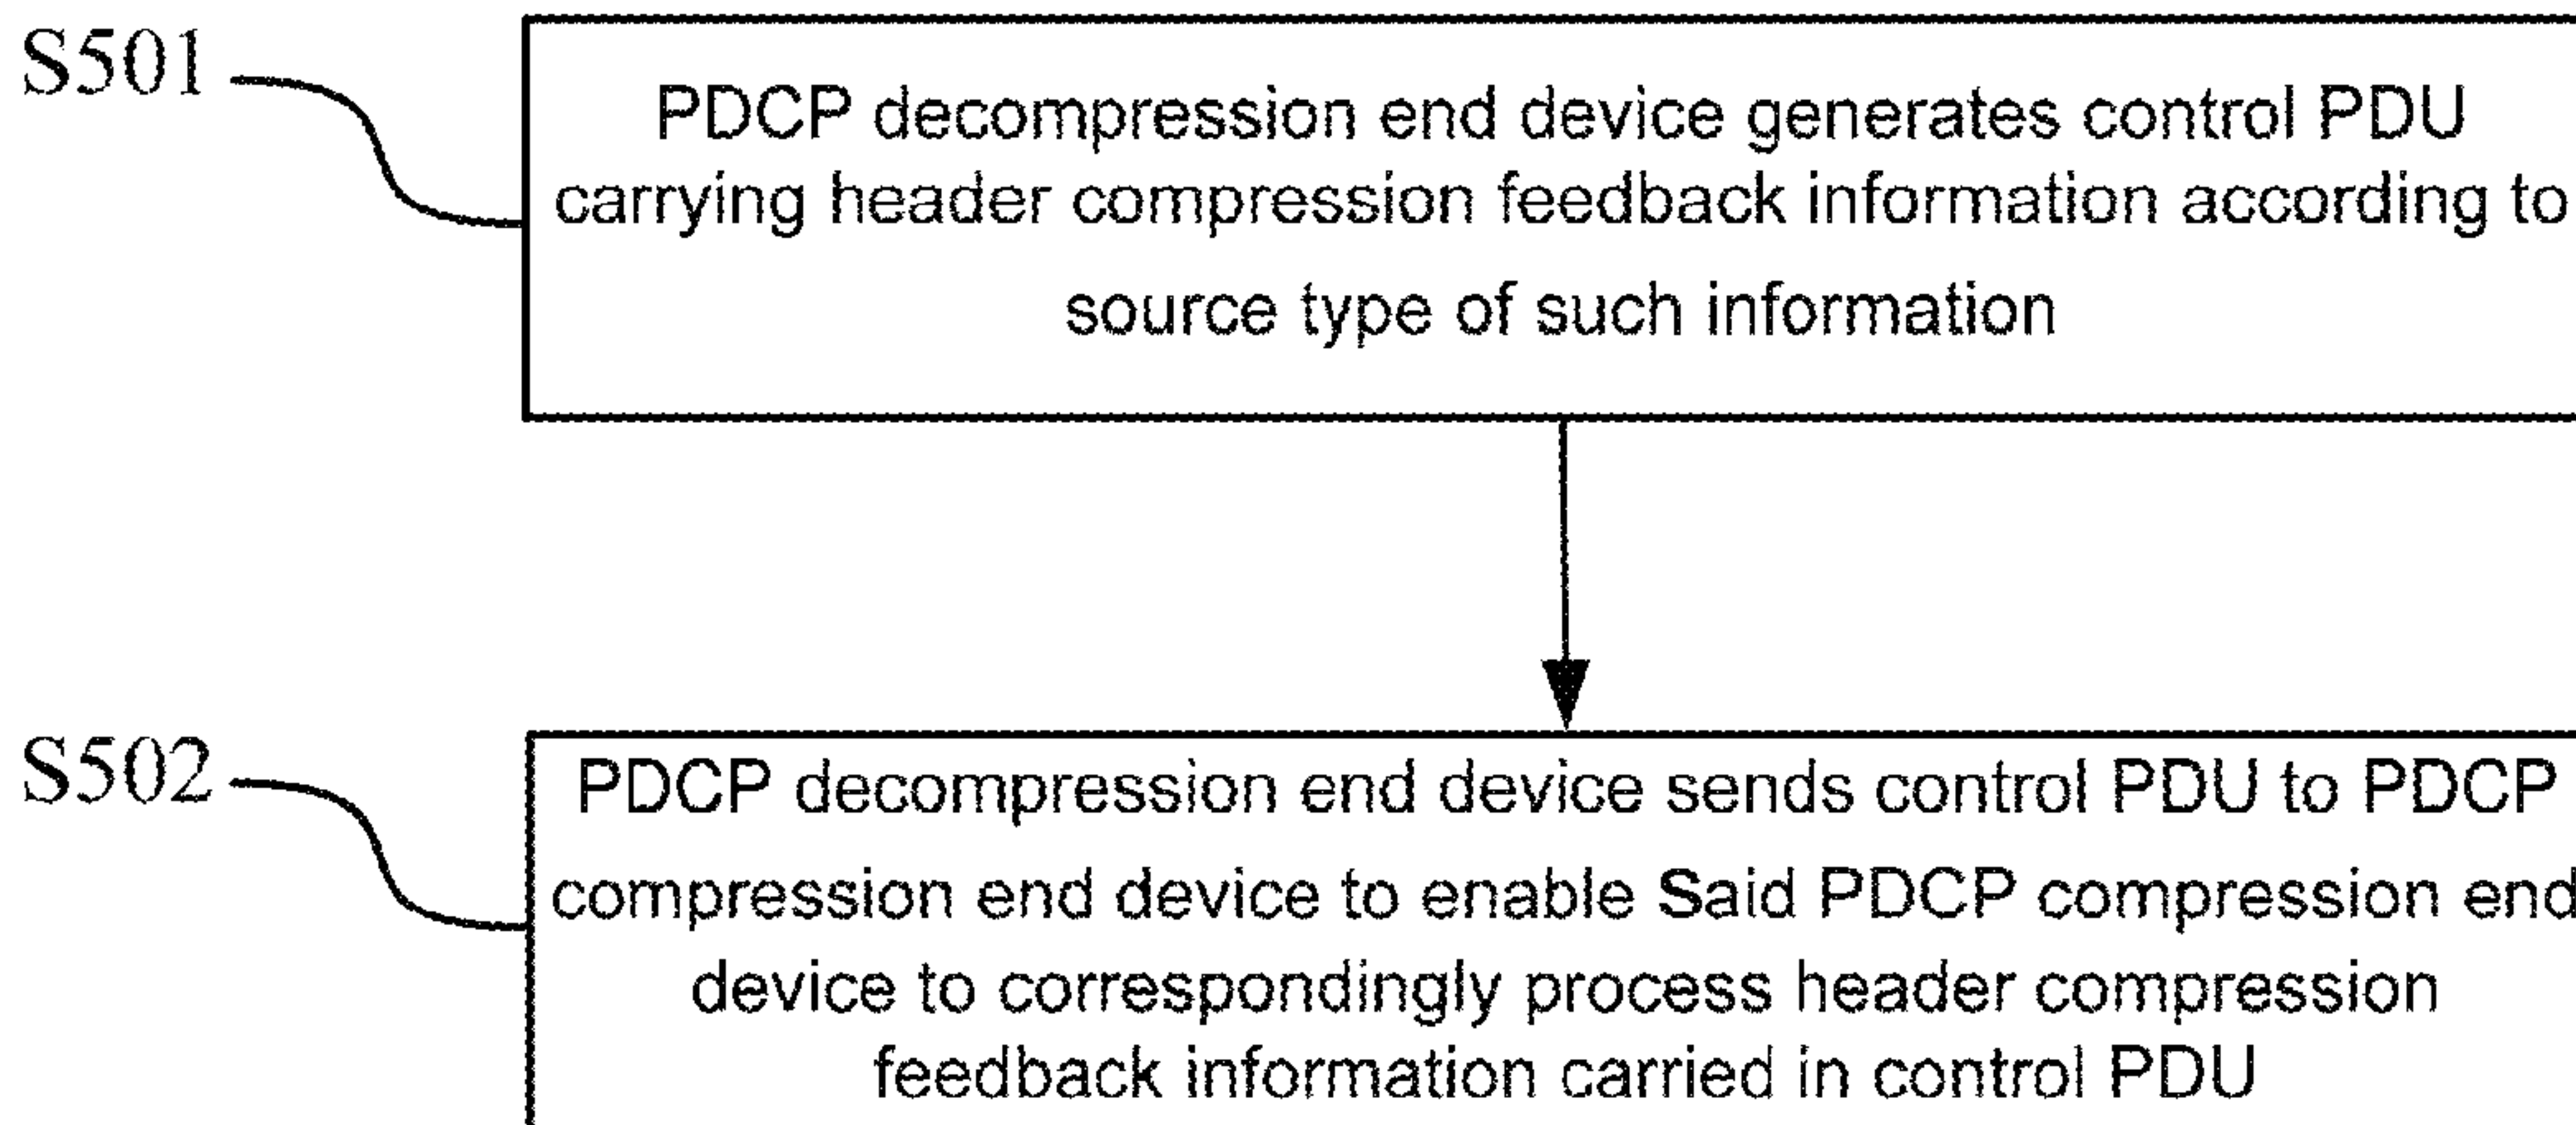 S501
PDCP decompression end device generates control PDU
carrying header compression feedback information according to
source type of such information
S502
PDCP decompression end device sends control PDU to PDCP
compression end device to enable Said PDCP compression end
device to correspondingly process header compression
feedback information carried in control PDU